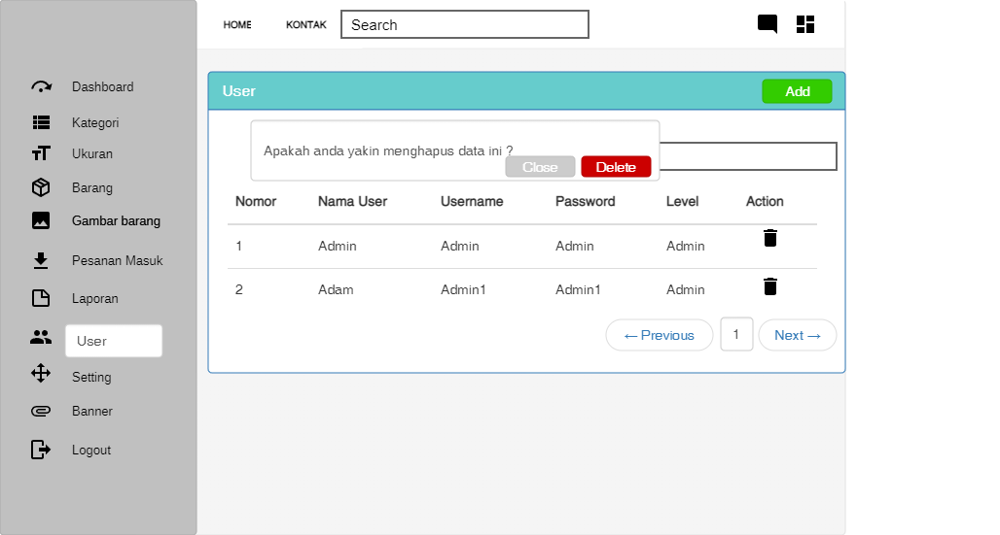 HOME KONTAK Search
Dashboard
Kategori
Ukuran
Barang
Gambar barang
Pesanan Masuk
Laporan
User
Setting
Banner
Logout
User Add
Apakah anda yakin menghapus data ini ?
Close Delete
Nomor Nama User Username Password Level Action
1 Admin Admin Admin Admin
2 Adam Admin1 Admin1 Admin
← Previous 1 Next →